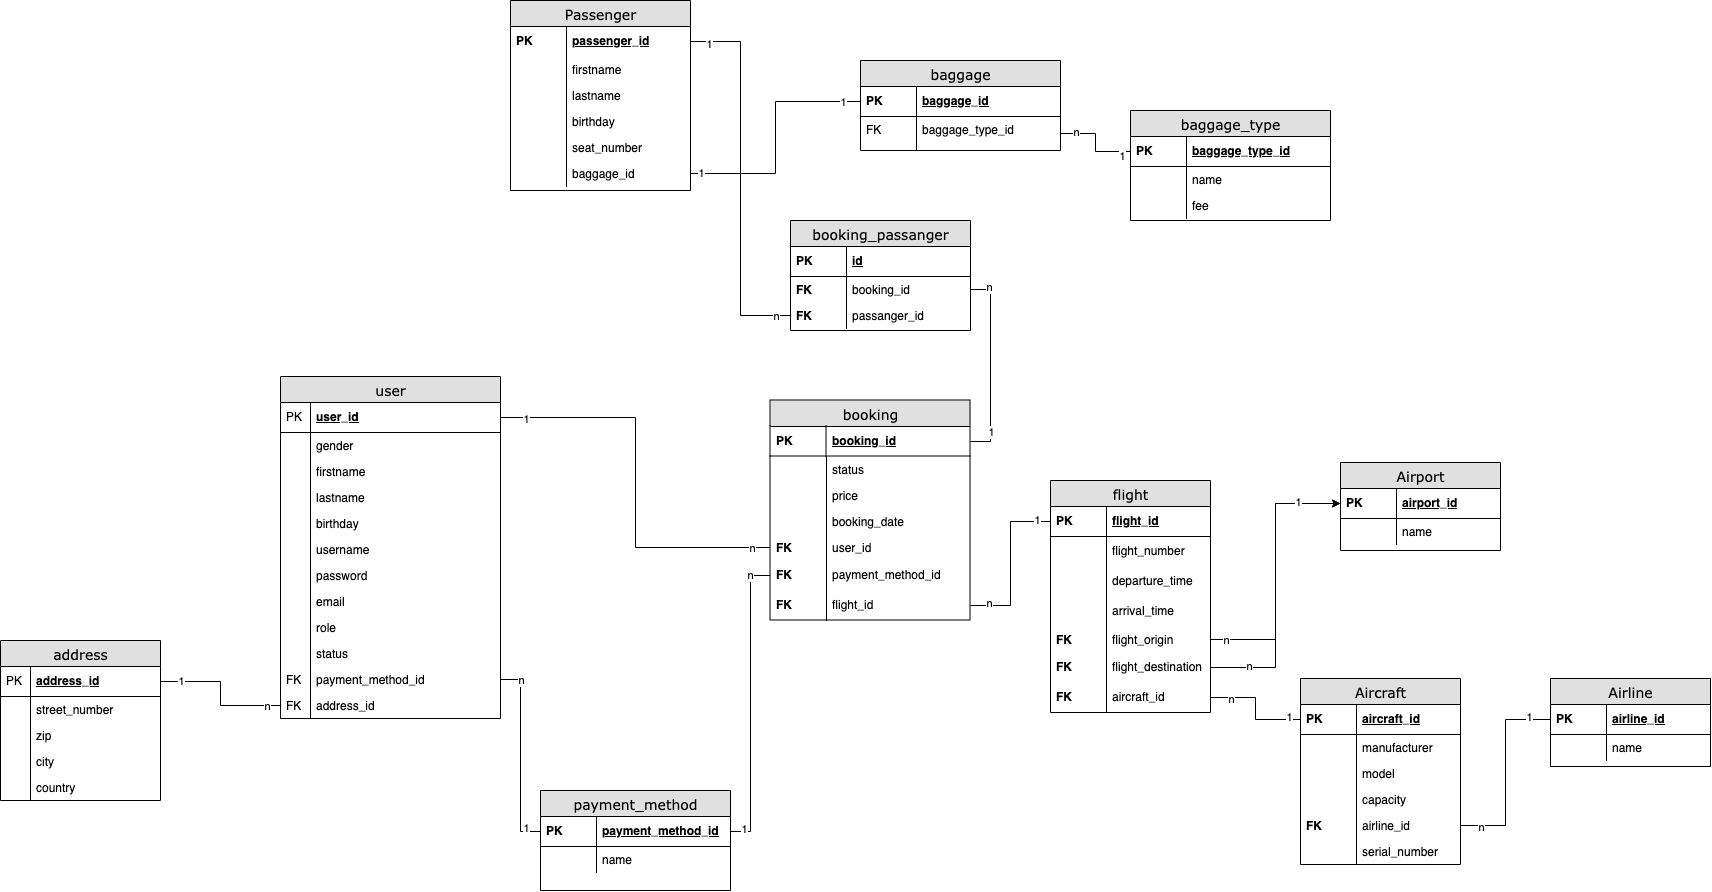 Passenger
PK passenger_id
firstname
lastname
birthday
seat_number
baggage_id
1
1
baggage
PK baggage_id
FK baggage_type_id
1
n
baggage_type
PK baggage_type_id
name
fee
1
booking_passanger
PK id
FK booking_id
FK passanger_id
n
n
user
PK user_id
gender
firstname
lastname
birthday
username
password
email
role
status
FK payment_method_id
FK address_id
1
n
n
booking
PK booking_id
status
price
booking_date
FK user_id
FK payment_method_id
FK flight_id
1
n
n
n
flight
PK flight_id
flight_number
departure_time
arrival_time
FK flight_origin
FK flight_destination
FK aircraft_id
1
n
n
n
Airport
PK airport_id
name
1
address
PK address_id
street_number
zip
city
country
1
Aircraft
PK aircraft_id
manufacturer
model
capacity
FK airline_id
serial_number
1
n
Airline
PK airline_id
name
1
payment_method
PK payment_method_id
name
1
1